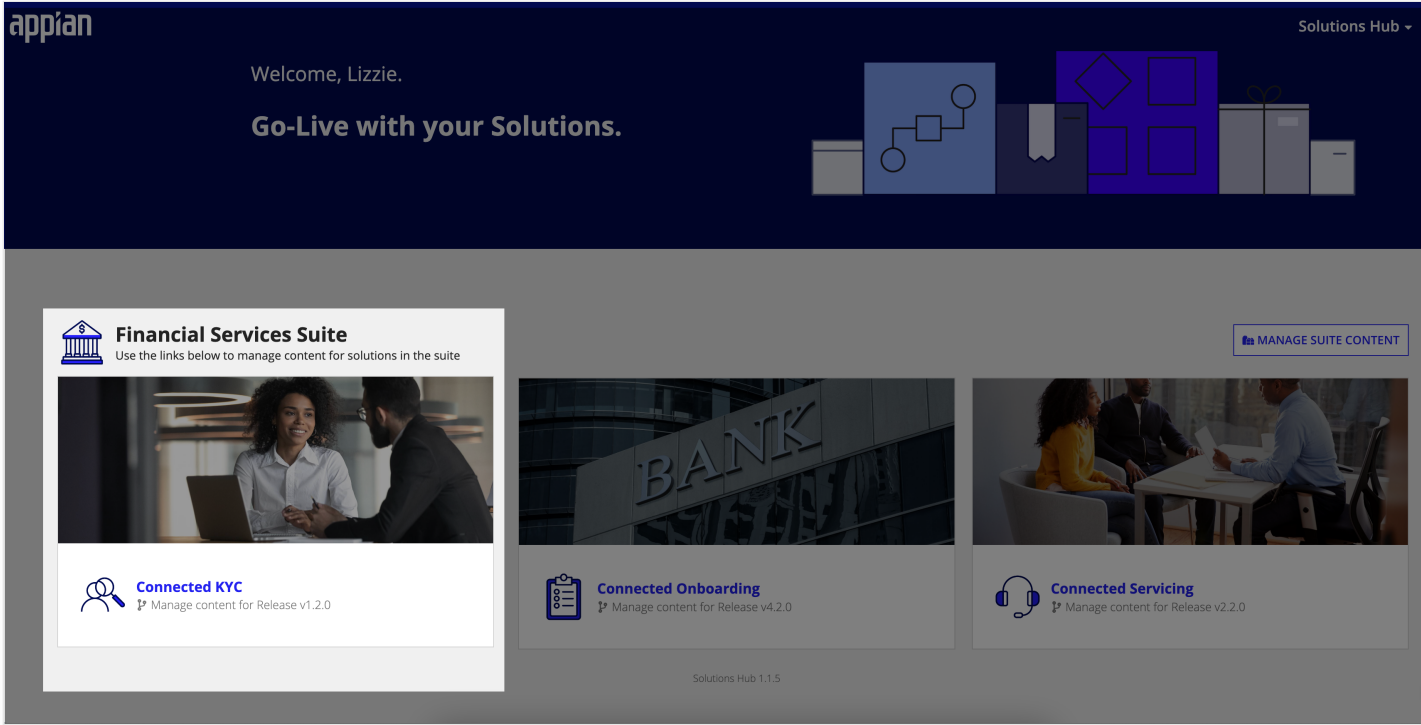 appian
Solutions Hub
Welcome, Lizzie.
Go-Live with your Solutions.
Financial Services Suite
Use the links below to manage content for solutions in the suite
MANAGE SUITE CONTENT
$
BANK
Connected KYC
Manage content for Release v1.2.0
Connected Onboarding
Manage content for Release v4.2.0
Connected Servicing
Manage content for Release v2.2.0
Solutions Hub 1.1.5